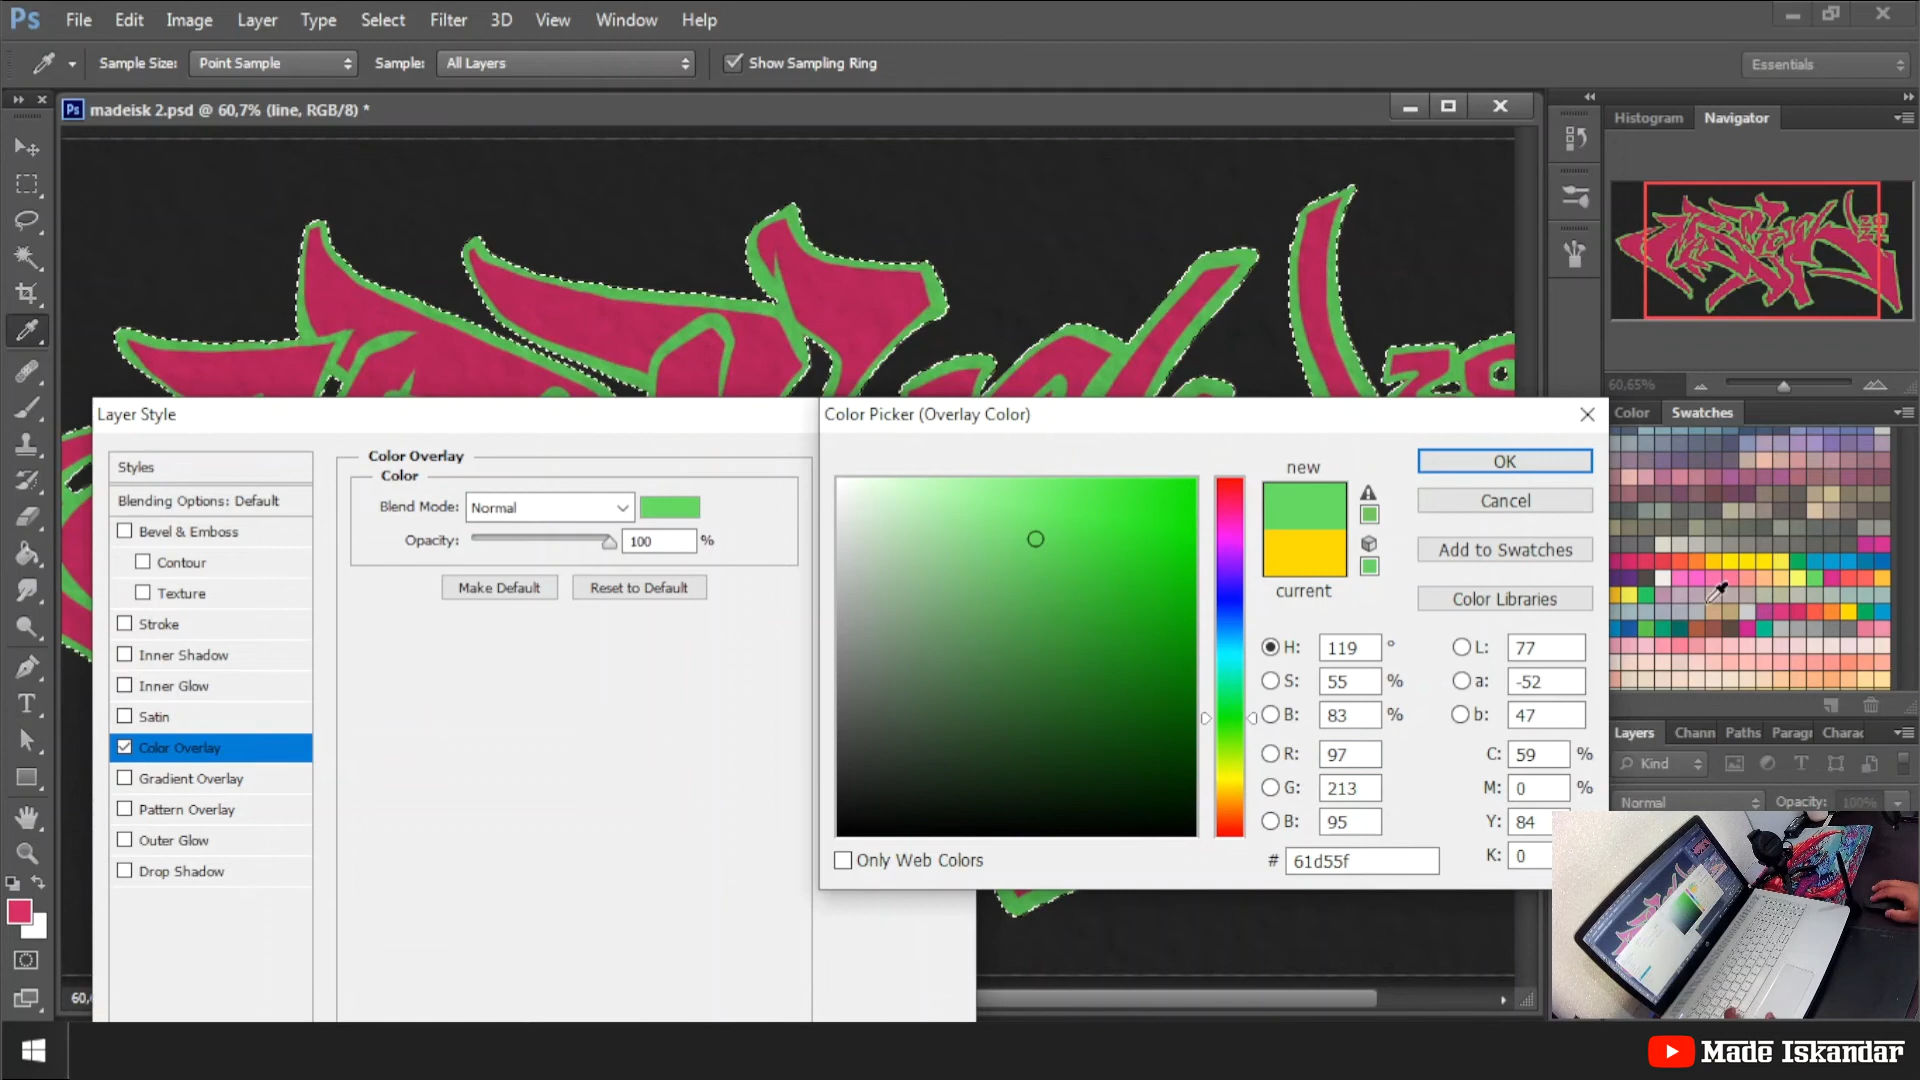 Ps File Edit Image Layer Type Select Filter 3D View Window Help
Sample Size: Point Sample Sample: All Layers Show Sampling Ring Essentials
Ps madeisk 2.psd @ 60,7% (line, RGB/8) *
Histogram Navigator
60,65%
Color Swatches
Layer Style
Styles
Blending Options: Default
Bevel & Emboss
Contour
Texture
Stroke
Inner Shadow
Inner Glow
Satin
Color Overlay
Gradient Overlay
Pattern Overlay
Outer Glow
Drop Shadow
Color Overlay
Color
Blend Mode: Normal
Opacity: 100 %
Make Default Reset to Default
Color Picker (Overlay Color)
new
current
OK
Cancel
Add to Swatches
Color Libraries
H: 119 °
S: 55 %
B: 83 %
R: 97
G: 213
B: 95
# 61d55f
L: 77
a: -52
b: 47
C: 59 %
M: 0 %
Y: 84
K: 0
Only Web Colors
Layers Chann Paths Paragr Charac
Kind
Normal Opacity: 100%
60,
T
Made Iskandar